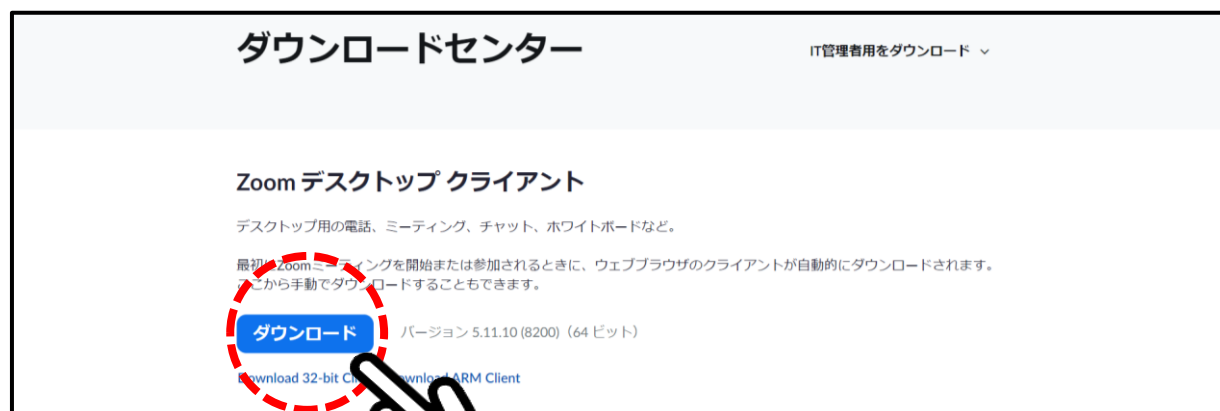 ダウンロードセンター
IT管理者用をダウンロード
Zoom デスクトップ クライアント
デスクトップ用の電話、ミーティング、チャット、ホワイトボードなど。
最初にZoomミーティングを開始または参加されるときに、ウェブブラウザのクライアントが自動的にダウンロードされます。
ここから手動でダウンロードすることもできます。
ダウンロード
バージョン 5.11.10 (8200)（64 ビット）
Download 32-bit Download ARM Client